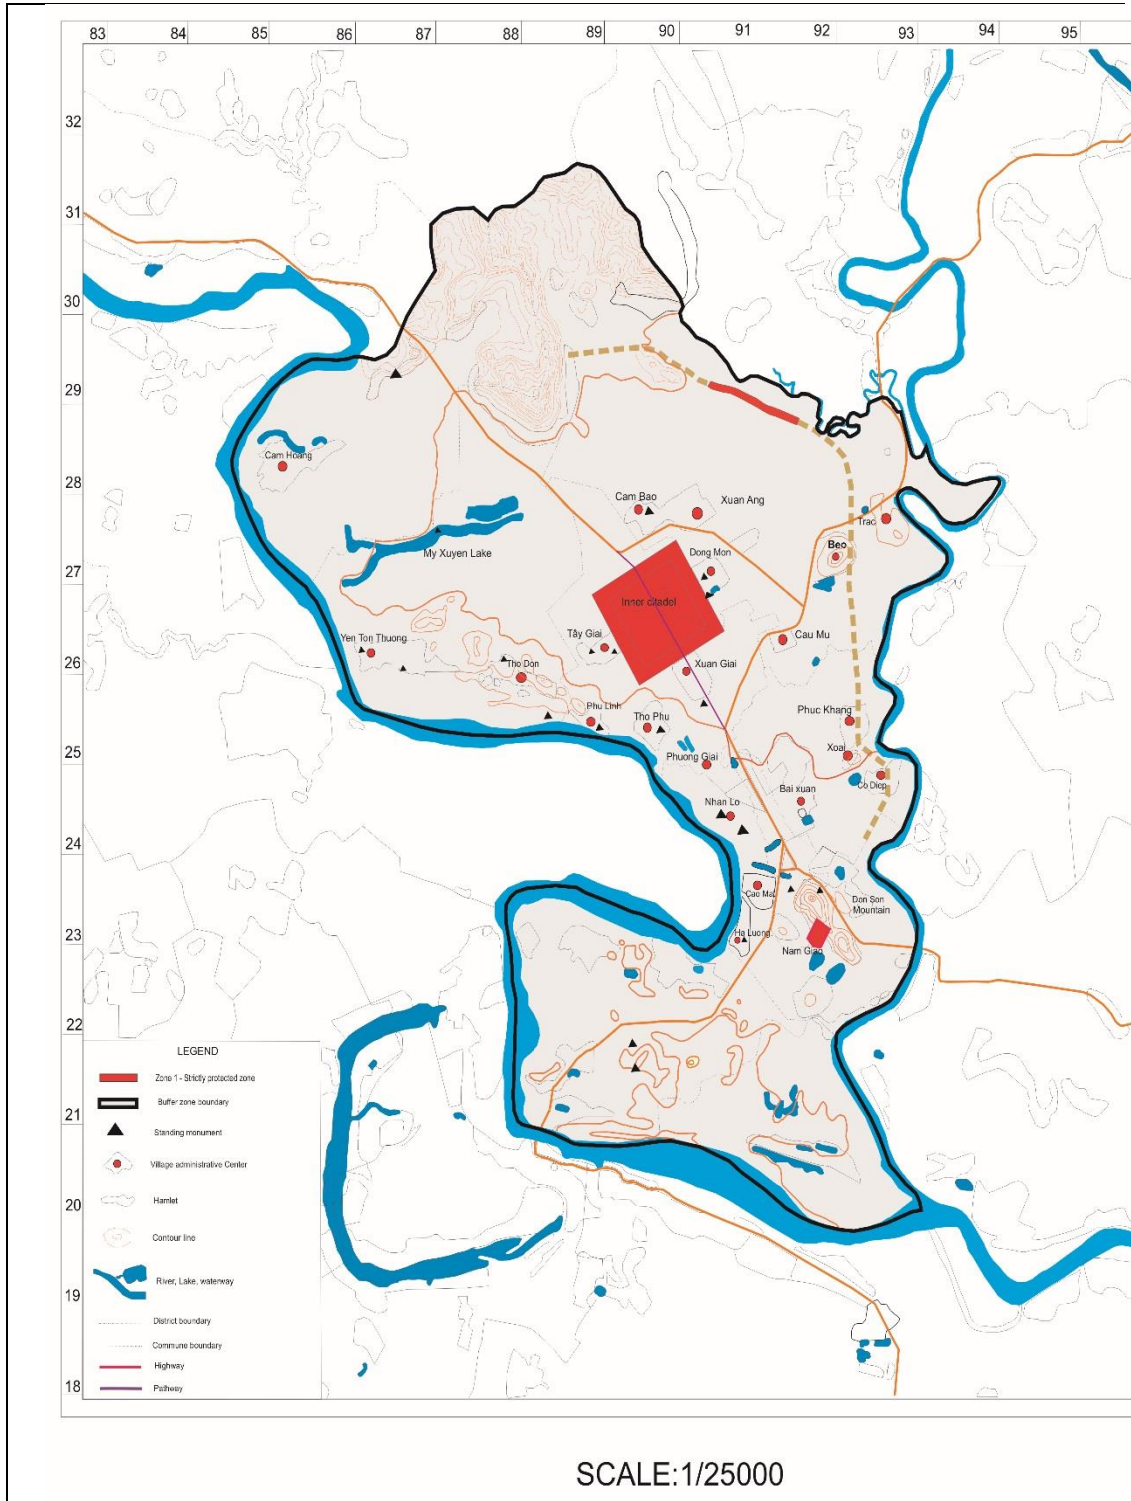 83 84 85 86 87 88 89 90 91 92 93 94 95
32
31
30
29
28
27
26
25
24
23
22
21
20
19
18
Cam Hoang
Cam Bao
Xuan Ang
Trac
Beo
My Xuyen Lake
Dong Mon
Inner citadel
Tây Giai
Cau Mu
Yen Ton Thuong
Tho Don
Xuan Giai
Phu Linh
Tho Phu
Phuc Khang
Phuong Giai
Xoai
Co Diep
Nhan Lo
Bai xuan
Cao Mat
Don Son
Mountain
Ha Luong
Nam Giao
LEGEND
Zone 1 - Strictly protected zone
Buffer zone boundary
Standing monument
Village administrative Center
Hamlet
Contour line
River, Lake, waterway
District boundary
Commune boundary
Highway
Pathway
SCALE:1/25000